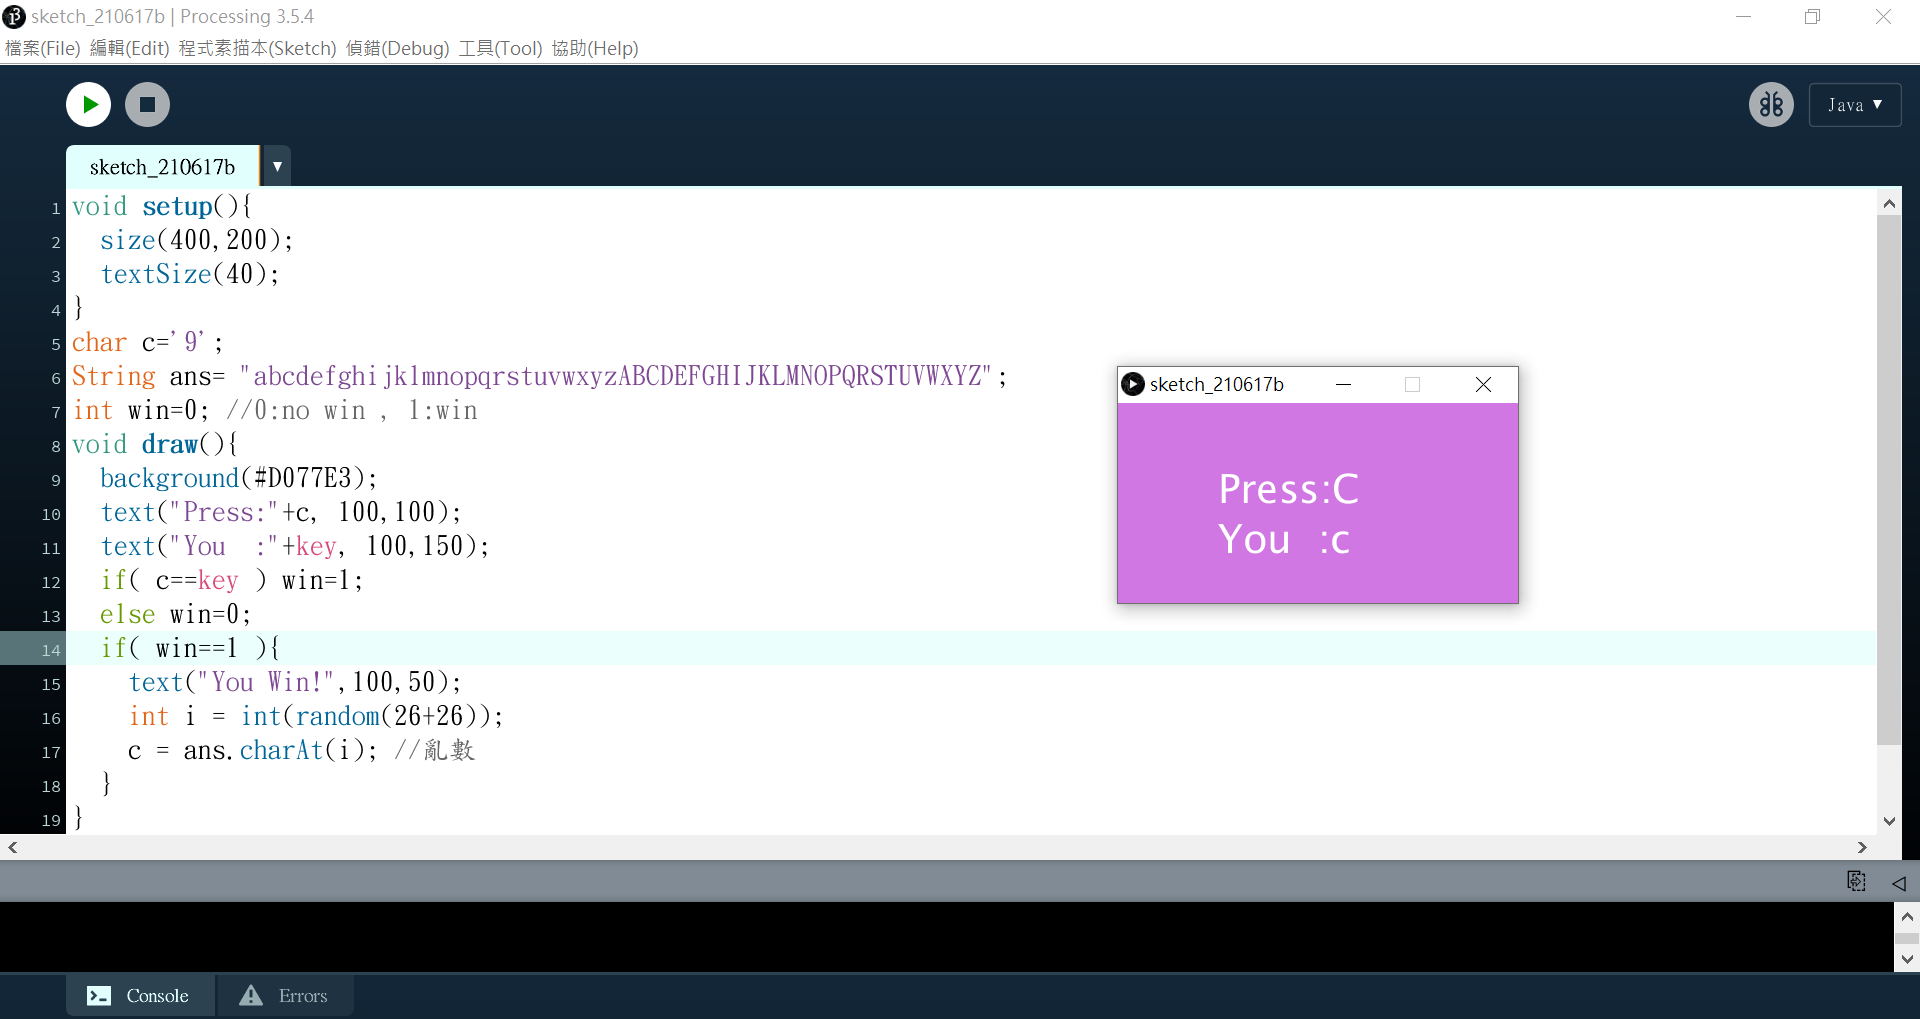 sketch_210617b | Processing 3.5.4
檔案(File) 編輯(Edit) 程式素描本(Sketch) 偵錯(Debug) 工具(Tool) 協助(Help)
Java ▼
sketch_210617b ▼
1 void setup(){
2   size(400,200);
3   textSize(40);
4 }
5 char c='9';
6 String ans= "abcdefghijklmnopqrstuvwxyzABCDEFGHIJKLMNOPQRSTUVWXYZ";
7 int win=0; //0:no win , 1:win
8 void draw(){
9   background(#D077E3);
10   text("Press:"+c, 100,100);
11   text("You  :"+key, 100,150);
12   if( c==key ) win=1;
13   else win=0;
14   if( win==1 ){
15     text("You Win!",100,50);
16     int i = int(random(26+26));
17     c = ans.charAt(i); //亂數
18   }
19 }
sketch_210617b
Press:C
You  :c
Console
Errors